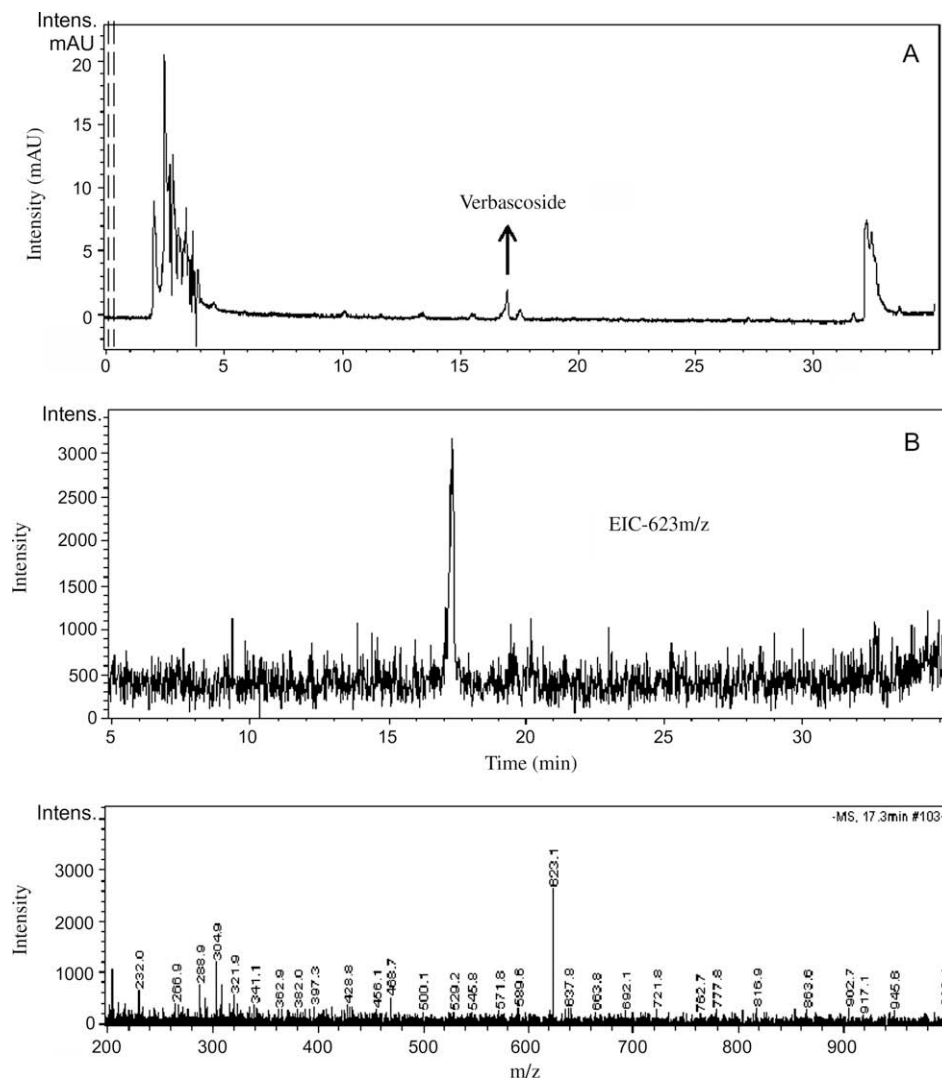 Intens.
mAU
A
20
15
10
5
0
Intensity (mAU)
Verbascoside
0 5 10 15 20 25 30
Intens.
B
3000
2500
2000
1500
1000
500
0
Intensity
EIC-623m/z
5 10 15 20 25 30
Time (min)
Intens.
-MS, 17.3min #103
3000
2000
1000
0
Intensity
232.0 266.9 288.9 304.9 321.9 341.1 362.9 382.0 397.3 428.8 456.1 468.7 500.1 529.2 545.8 571.8 589.6 623.1 637.8 663.8 692.1 721.8 762.7 777.8 816.9 863.6 902.7 917.1 945.6
200 300 400 500 600 700 800 900
m/z